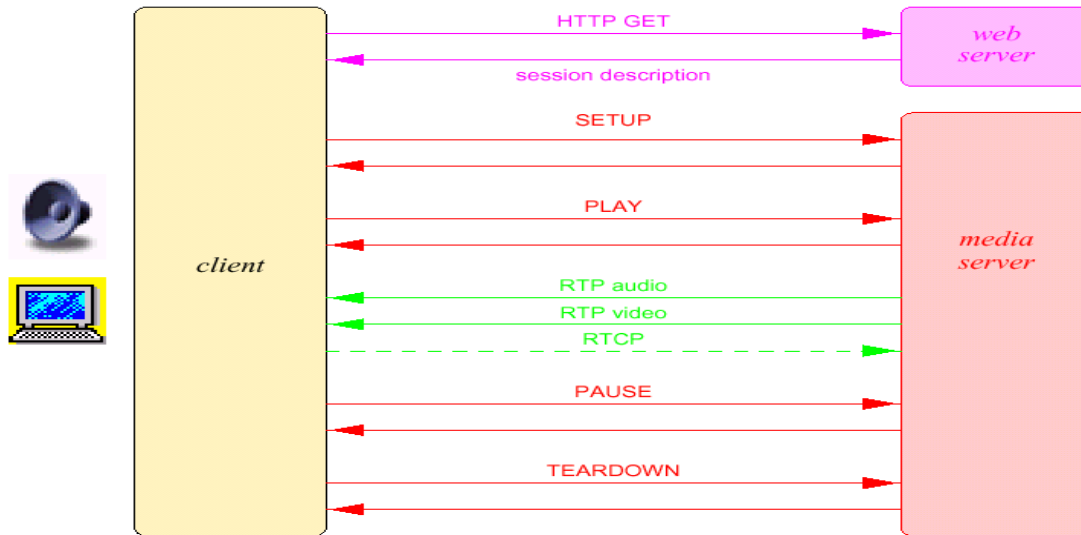 HTTP GET
web
server
session description
SETUP
PLAY
client
media
server
RTP audio
RTP video
RTCP
PAUSE
TEARDOWN